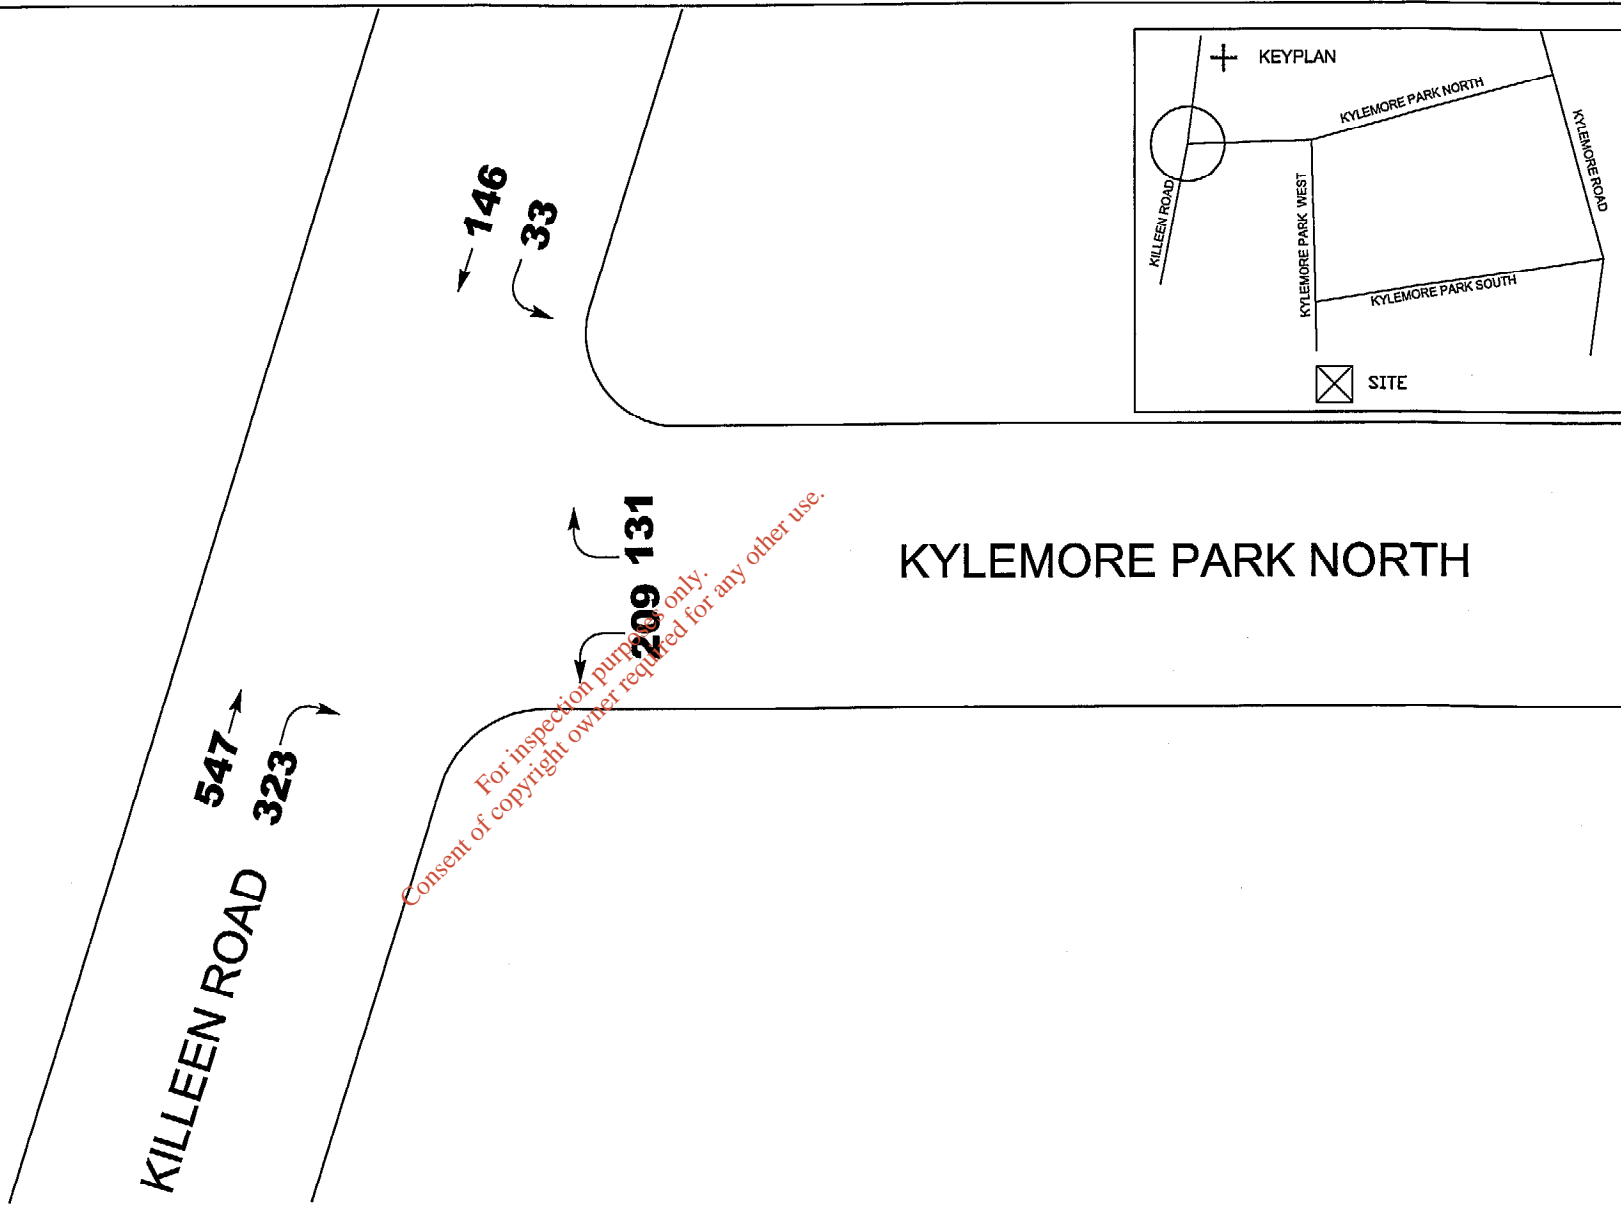 KEYPLAN
KYLEMORE PARK NORTH
KYLEMORE ROAD
KILLEEN ROAD
KYLEMORE PARK WEST
KYLEMORE PARK SOUTH
SITE
146
33
131
209
KYLEMORE PARK NORTH
547
323
KILLEEN ROAD
For inspection purposes only.
Consent of copyright owner required for any other use.